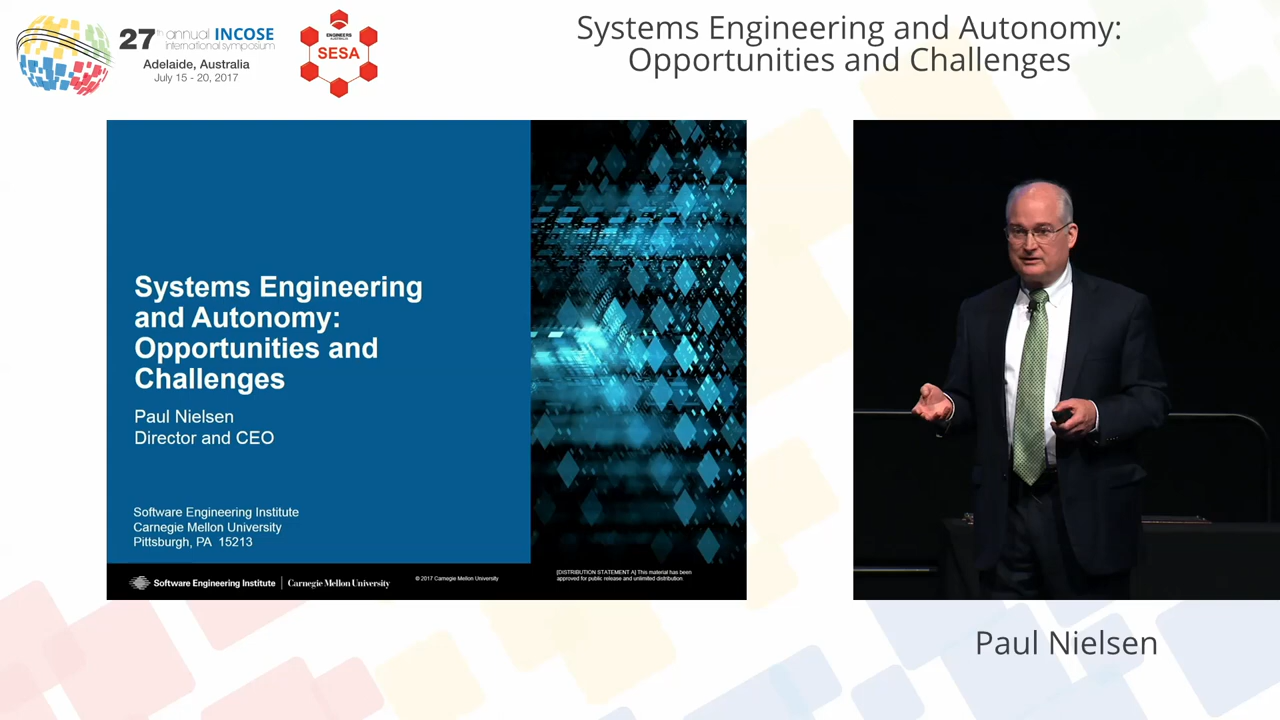 27th annual INCOSE
international symposium
Adelaide, Australia
July 15 - 20, 2017
ENGINEERS
AUSTRALIA
SESA
Systems Engineering and Autonomy:
Opportunities and Challenges
Systems Engineering
and Autonomy:
Opportunities and
Challenges
Paul Nielsen
Director and CEO
Software Engineering Institute
Carnegie Mellon University
Pittsburgh, PA 15213
Software Engineering Institute | Carnegie Mellon University
© 2017 Carnegie Mellon University
[DISTRIBUTION STATEMENT A] This material has been
approved for public release and unlimited distribution.
Paul Nielsen